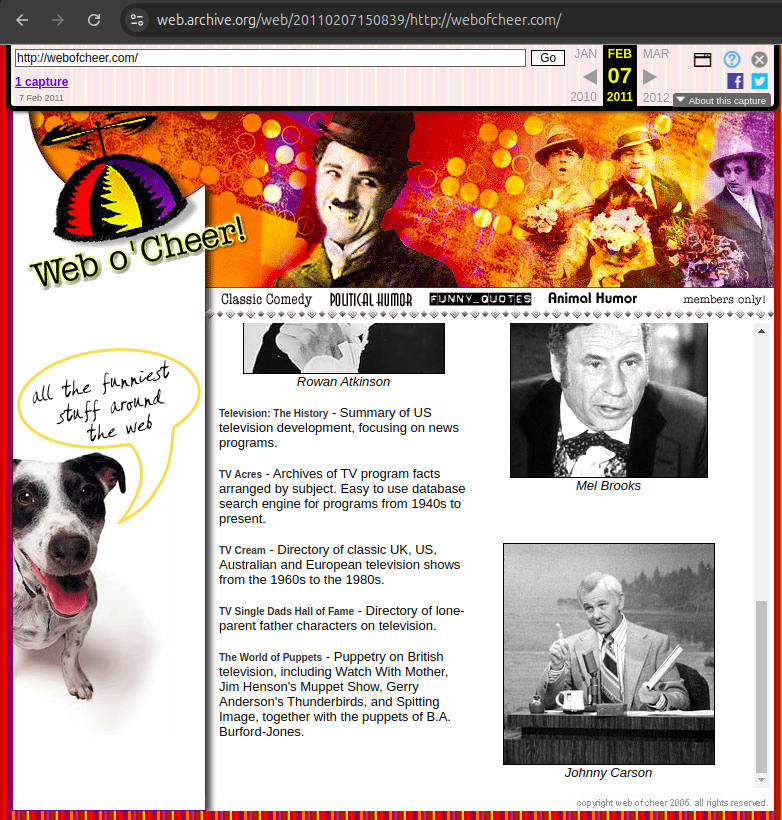 web.archive.org/web/20110207150839/http://webofcheer.com/
http://webofcheer.com/
Go
JAN FEB MAR
1 capture
07
7 Feb 2011
2010 2011 2012
About this capture
Web o'Cheer!
Classic Comedy POLITICAL HUMOR FUNNY_QUOTES Animal Humor members only!
all the funniest
stuff around
the web
Rowan Atkinson
Television: The History - Summary of US
television development, focusing on news
programs.
TV Acres - Archives of TV program facts
arranged by subject. Easy to use database
search engine for programs from 1940s to
present.
TV Cream - Directory of classic UK, US,
Australian and European television shows
from the 1960s to the 1980s.
TV Single Dads Hall of Fame - Directory of lone-
parent father characters on television.
The World of Puppets - Puppetry on British
television, including Watch With Mother,
Jim Henson's Muppet Show, Gerry
Anderson's Thunderbirds, and Spitting
Image, together with the puppets of B.A.
Burford-Jones.
Mel Brooks
Johnny Carson
copyright web of cheer 2005. all rights reserved.